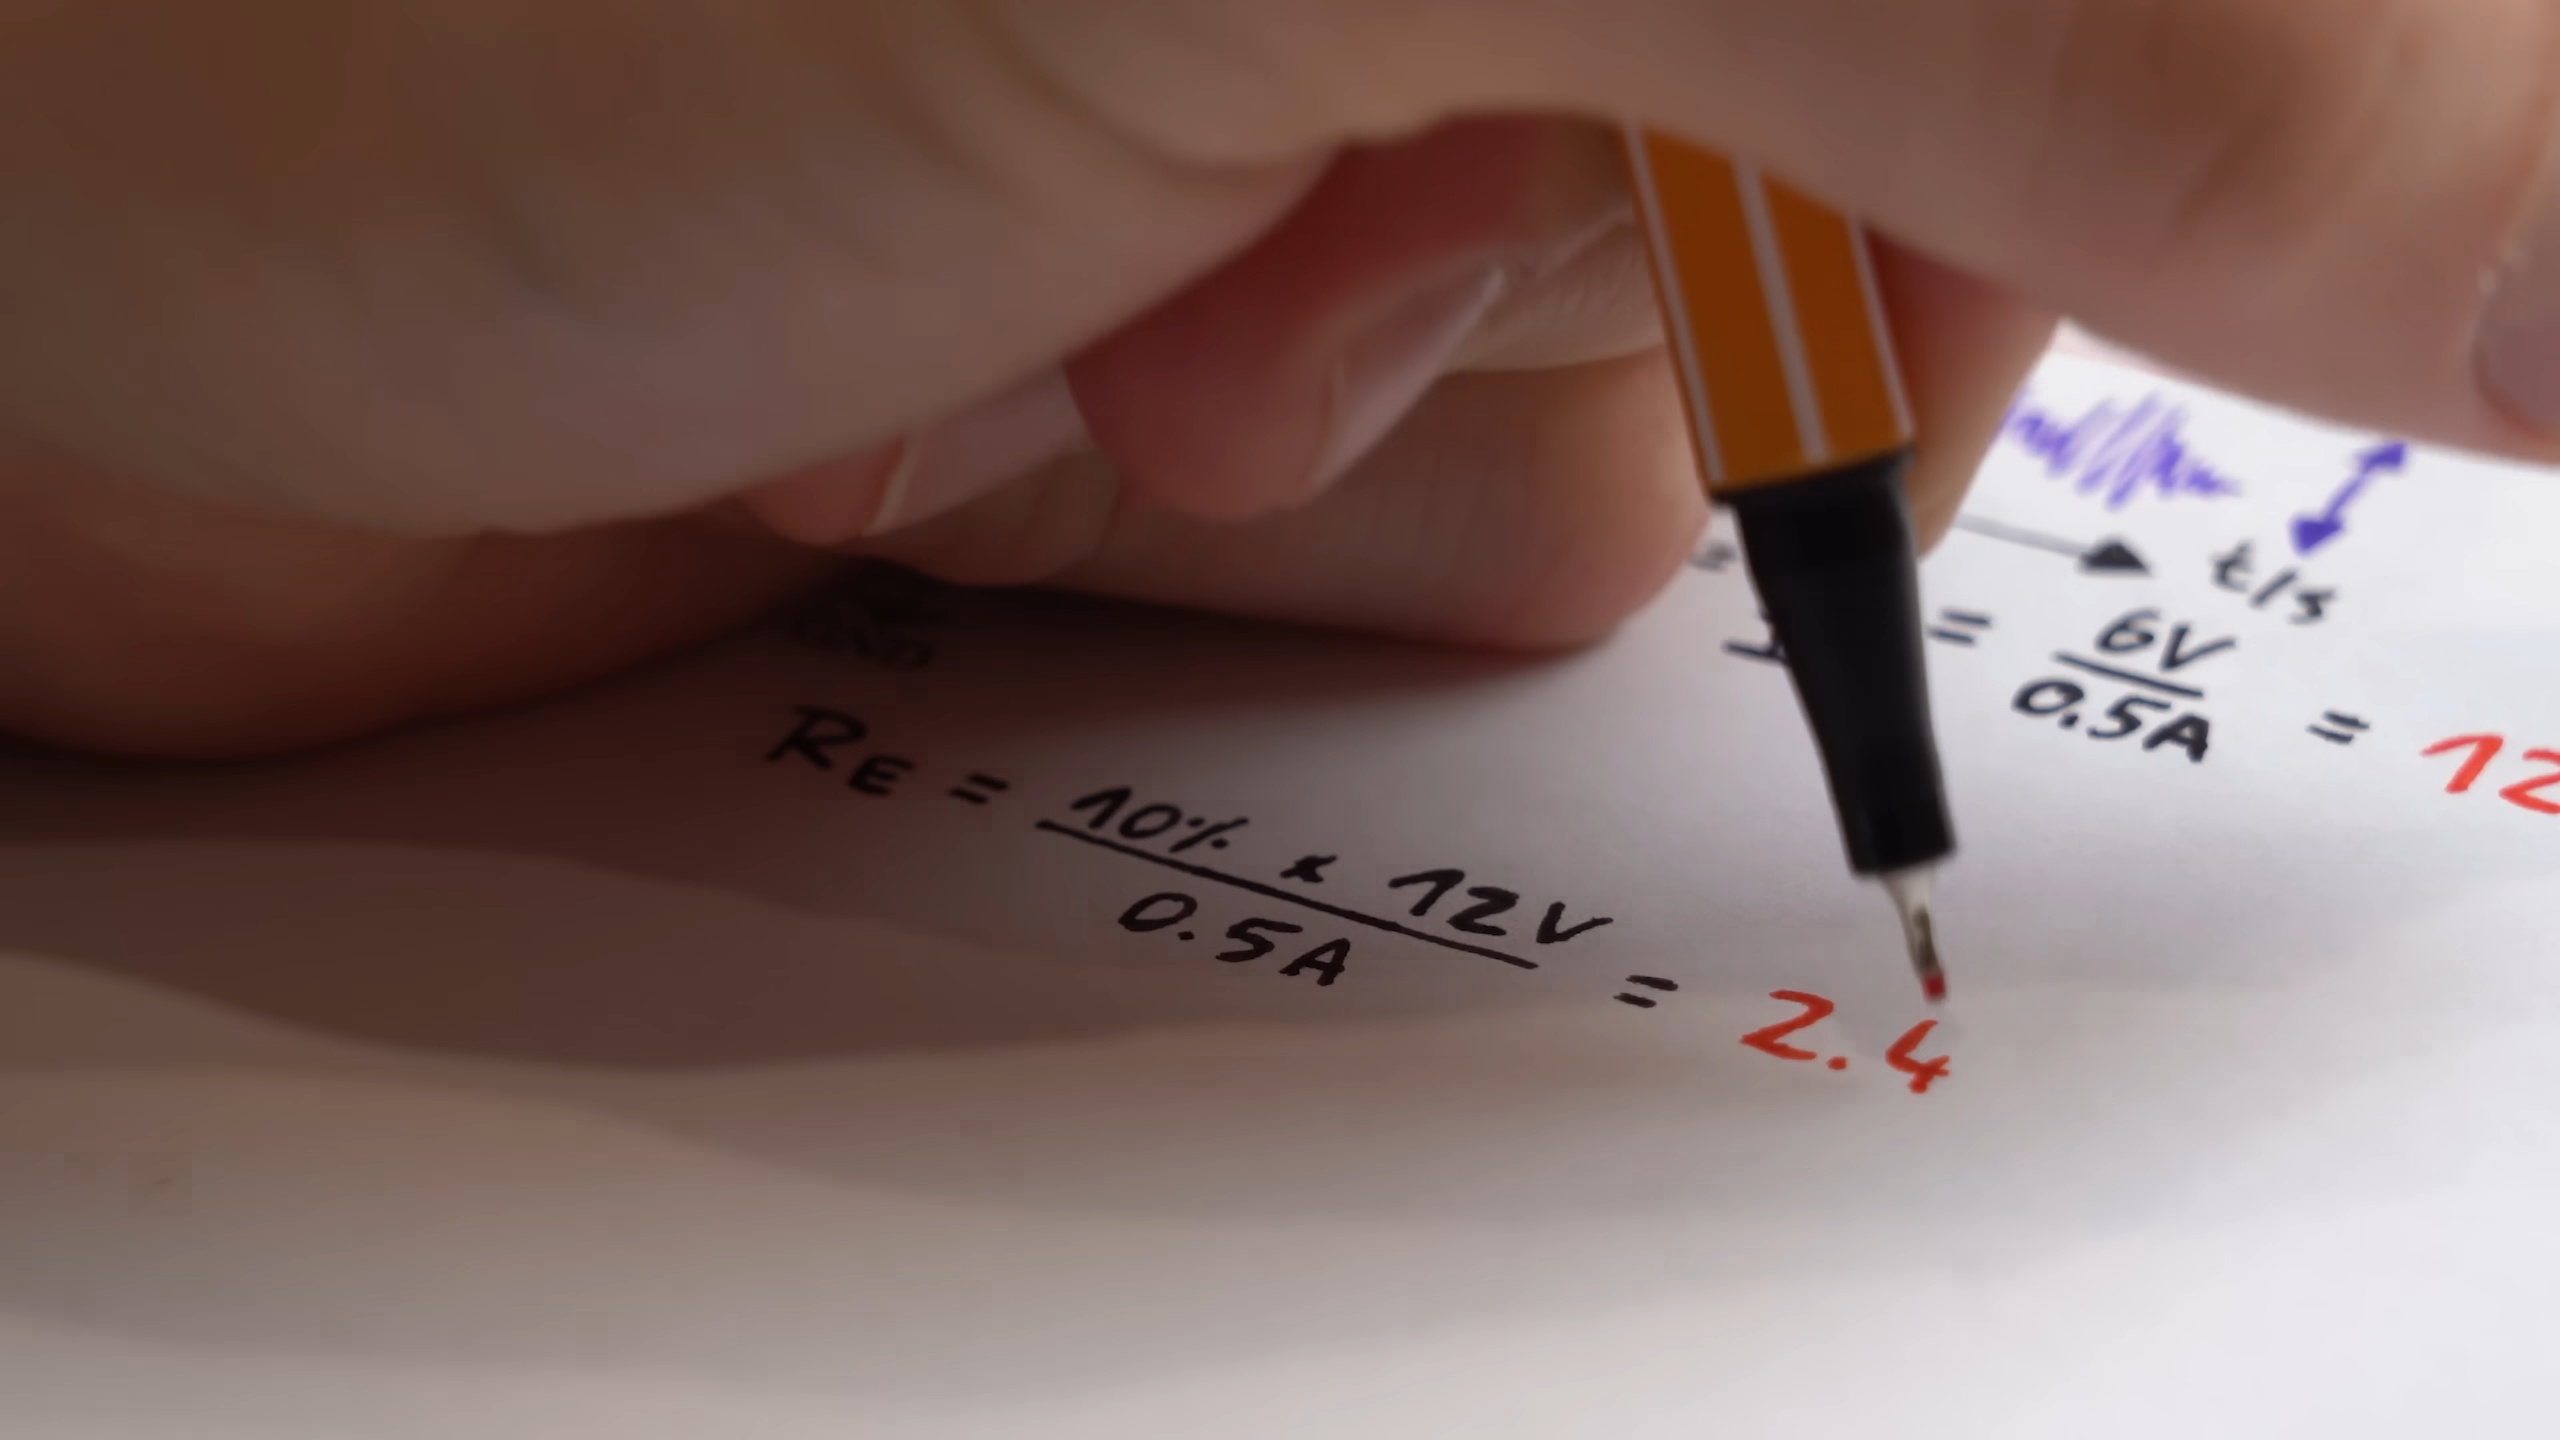 t/s
= 6V / 0.5A = 12
RE = 10% x 12V / 0.5A = 2.4